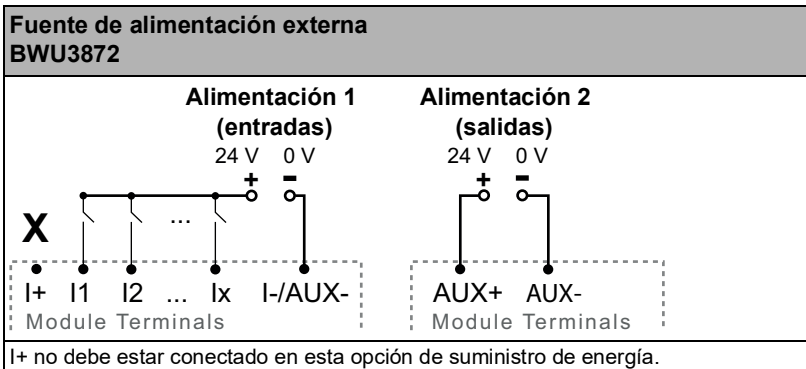 Fuente de alimentación externa
BWU3872
Alimentación 1 Alimentación 2
(entradas) (salidas)
24 V 0 V 24 V 0 V
+ - + -
X ...
I+ I1 I2 ... Ix I-/AUX- AUX+ AUX-
Module Terminals Module Terminals
I+ no debe estar conectado en esta opción de suministro de energía.